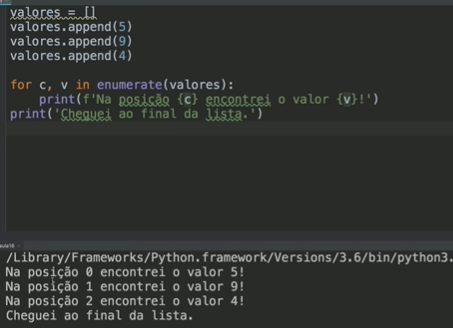 valores = []
valores.append(5)
valores.append(9)
valores.append(4)
for c, v in enumerate(valores):
    print(f'Na posição {c} encontrei o valor {v}!')
print('Cheguei ao final da lista.')
/Library/Frameworks/Python.framework/Versions/3.6/bin/python3.
Na posição 0 encontrei o valor 5!
Na posição 1 encontrei o valor 9!
Na posição 2 encontrei o valor 4!
Cheguei ao final da lista.